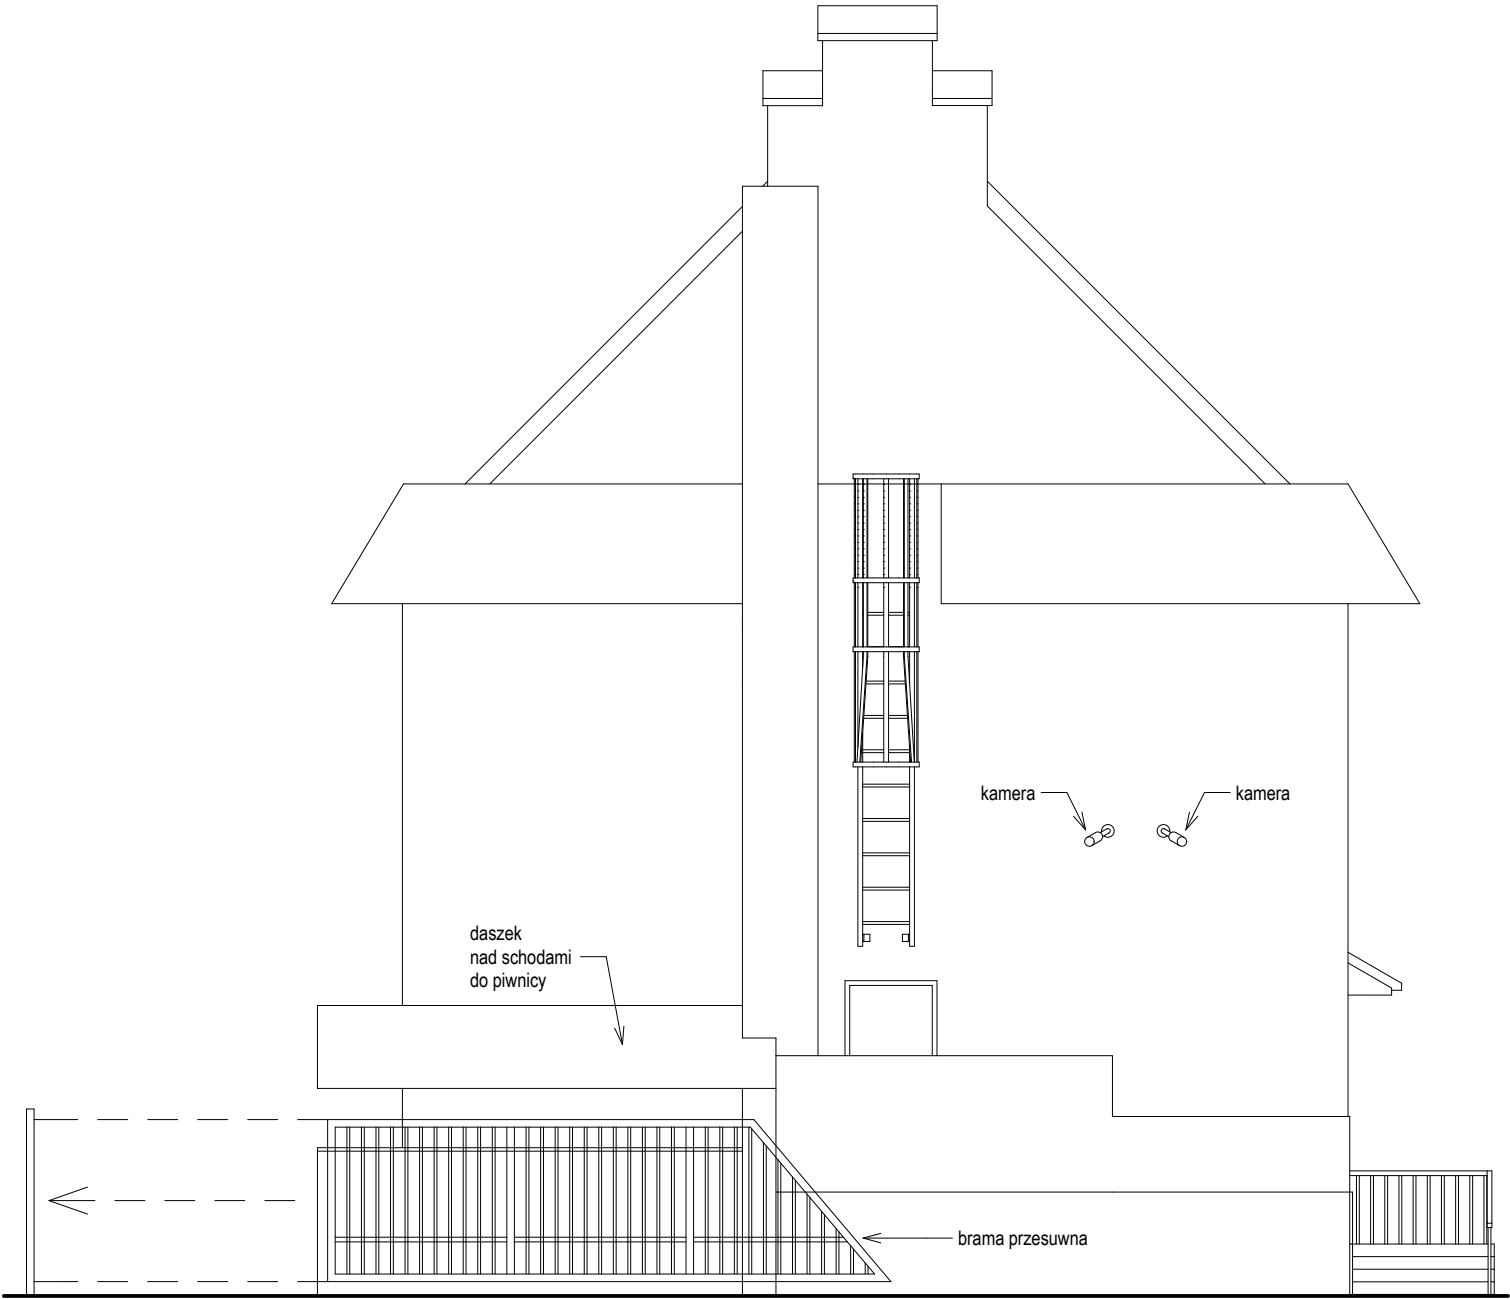 kamera
kamera
daszek
nad schodami
do piwnicy
brama przesuwna